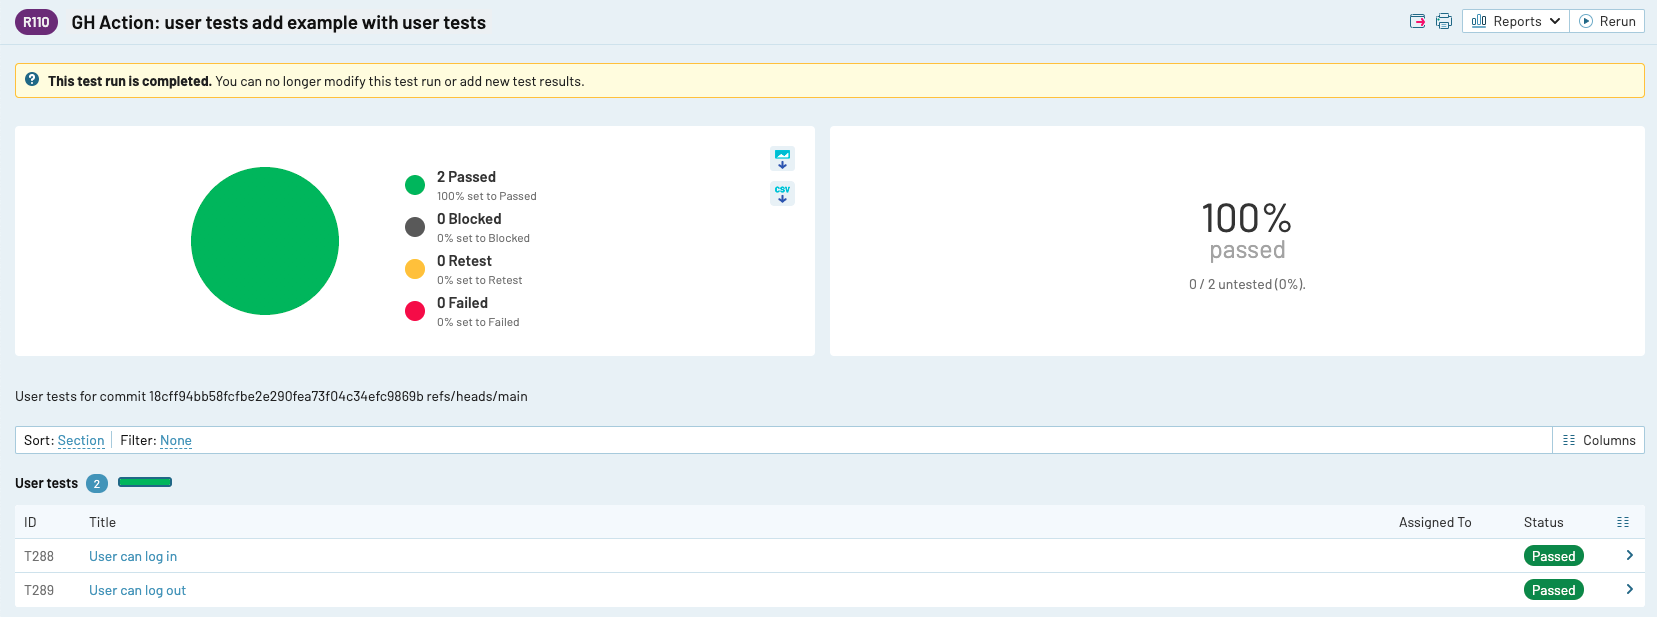 R110 GH Action: user tests add example with user tests Reports Rerun
This test run is completed. You can no longer modify this test run or add new test results.
2 Passed
100% set to Passed
0 Blocked
0% set to Blocked
0 Retest
0% set to Retest
0 Failed
0% set to Failed
CSV
100%
passed
0 / 2 untested (0%).
User tests for commit 18cff94bb58fcfbe2e290fea73f04c34efc9869b refs/heads/main
Sort: Section Filter: None Columns
User tests 2
ID Title Assigned To Status
T288 User can log in Passed
T289 User can log out Passed